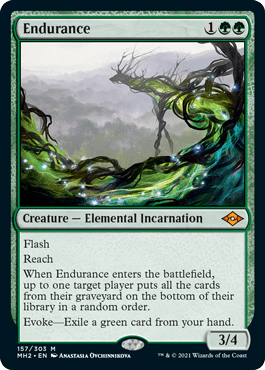 Endurance 1
Creature — Elemental Incarnation
Flash
Reach
When Endurance enters the battlefield,
up to one target player puts all the cards
from their graveyard on the bottom of their
library in a random order.
Evoke—Exile a green card from your hand.
3/4
157/303 M
MH2 • EN Anastasia Ovchinnikova ™ & © 2021 Wizards of the Coast